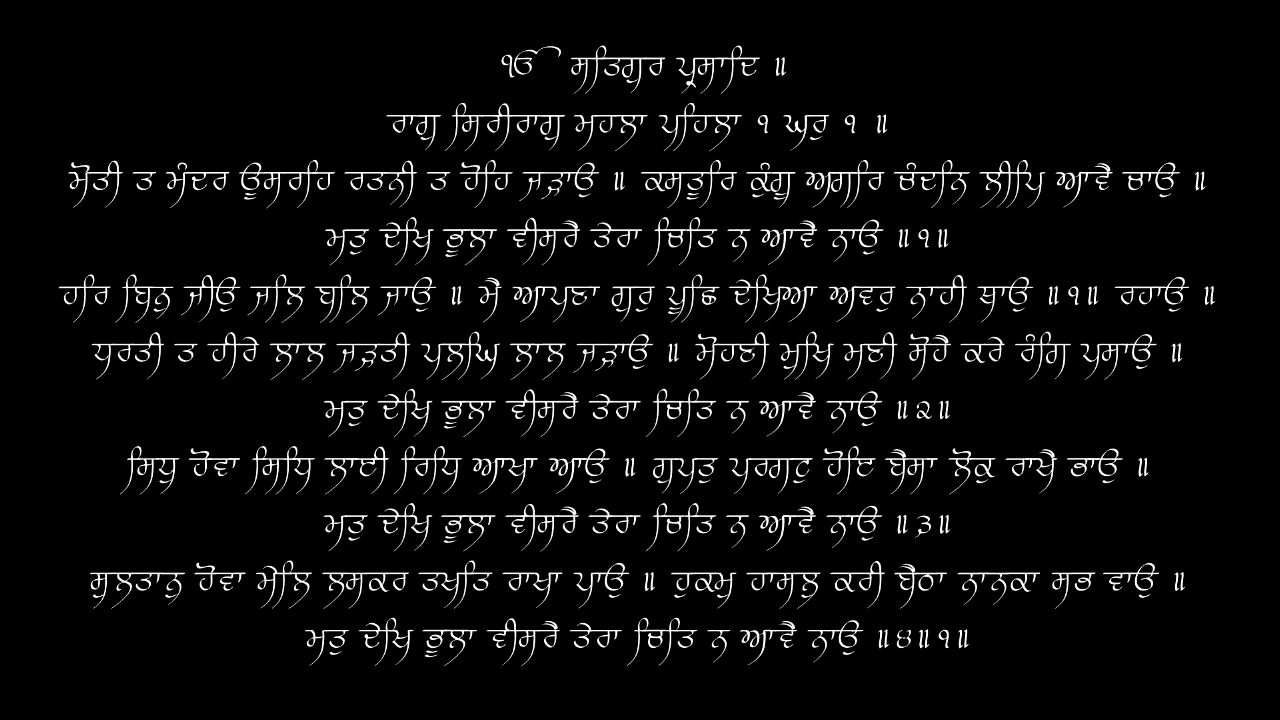 ੴ ਸਤਿਗੁਰ ਪ੍ਰਸਾਦਿ ॥
ਰਾਗੁ ਸਿਰੀਰਾਗੁ ਮਹਲਾ ਪਹਿਲਾ ੧ ਘਰੁ ੧ ॥
ਮੋਤੀ ਤ ਮੰਦਰ ਊਸਰਹਿ ਰਤਨੀ ਤ ਹੋਹਿ ਜੜਾਉ ॥ ਕਸਤੂਰਿ ਕੁੰਗੂ ਅਗਰਿ ਚੰਦਨਿ ਲੀਪਿ ਆਵੈ ਚਾਉ ॥
ਮਤੁ ਦੇਖਿ ਭੂਲਾ ਵੀਸਰੈ ਤੇਰਾ ਚਿਤਿ ਨ ਆਵੈ ਨਾਉ ॥੧॥
ਹਰਿ ਬਿਨੁ ਜੀਉ ਜਲਿ ਬਲਿ ਜਾਉ ॥ ਮੈ ਆਪਣਾ ਗੁਰੁ ਪੂਛਿ ਦੇਖਿਆ ਅਵਰੁ ਨਾਹੀ ਥਾਉ ॥੧॥ ਰਹਾਉ ॥
ਧਰਤੀ ਤ ਹੀਰੇ ਲਾਲ ਜੜਤੀ ਪਲਘਿ ਲਾਲ ਜੜਾਉ ॥ ਮੋਹਣੀ ਮੁਖਿ ਮਣੀ ਸੋਹੈ ਕਰੇ ਰੰਗਿ ਪਸਾਉ ॥
ਮਤੁ ਦੇਖਿ ਭੂਲਾ ਵੀਸਰੈ ਤੇਰਾ ਚਿਤਿ ਨ ਆਵੈ ਨਾਉ ॥੨॥
ਸਿਧੁ ਹੋਵਾ ਸਿਧਿ ਲਾਈ ਰਿਧਿ ਆਖਾ ਆਉ ॥ ਗੁਪਤੁ ਪਰਗਟੁ ਹੋਇ ਬੈਸਾ ਲੋਕੁ ਰਾਖੈ ਭਾਉ ॥
ਮਤੁ ਦੇਖਿ ਭੂਲਾ ਵੀਸਰੈ ਤੇਰਾ ਚਿਤਿ ਨ ਆਵੈ ਨਾਉ ॥੩॥
ਸੁਲਤਾਨੁ ਹੋਵਾ ਮੇਲਿ ਲਸਕਰ ਤਖਤਿ ਰਾਖਾ ਪਾਉ ॥ ਹੁਕਮੁ ਹਾਸਲੁ ਕਰੀ ਬੈਠਾ ਨਾਨਕਾ ਸਭ ਵਾਉ ॥
ਮਤੁ ਦੇਖਿ ਭੂਲਾ ਵੀਸਰੈ ਤੇਰਾ ਚਿਤਿ ਨ ਆਵੈ ਨਾਉ ॥੪॥੧॥